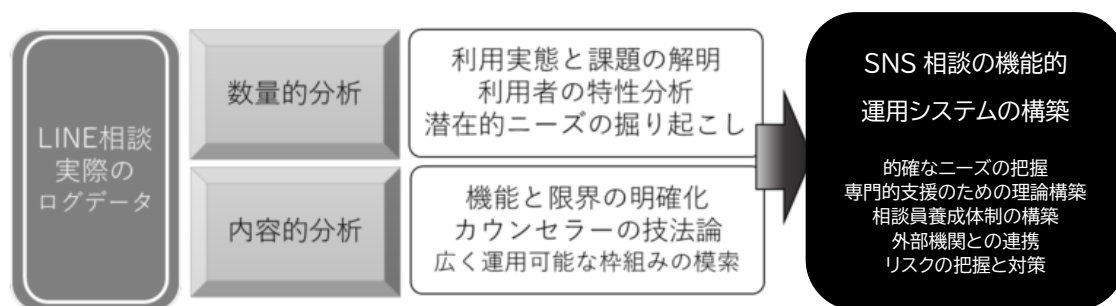 LINE相談
実際の
ログデータ
数量的分析
利用実態と課題の解明
利用者の特性分析
潜在的ニーズの掘り起こし
内容的分析
機能と限界の明確化
カウンセラーの技法論
広く運用可能な枠組みの模索
SNS 相談の機能的
運用システムの構築
的確なニーズの把握
専門的支援のための理論構築
相談員養成体制の構築
外部機関との連携
リスクの把握と対策